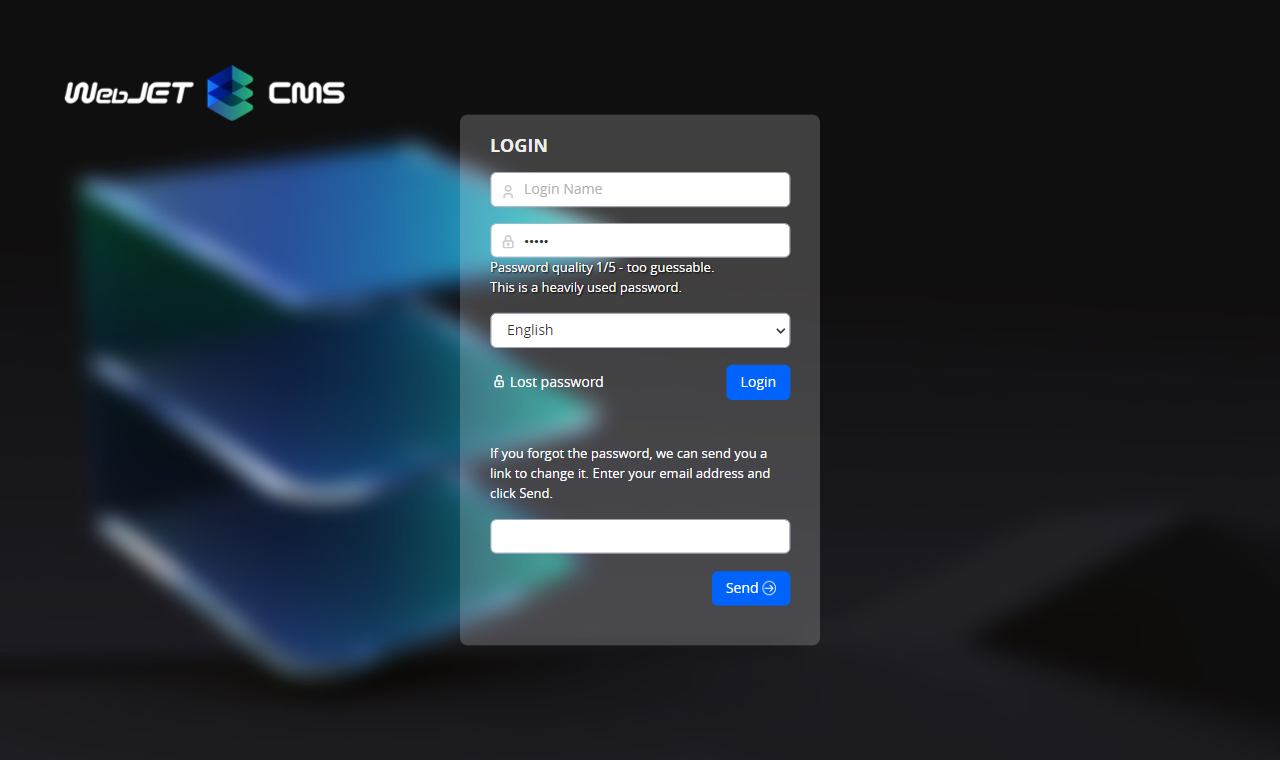 WebJET CMS
LOGIN
Login Name
•••••
Password quality 1/5 - too guessable.
This is a heavily used password.
English
Lost password
Login
If you forgot the password, we can send you a
link to change it. Enter your email address and
click Send.
Send